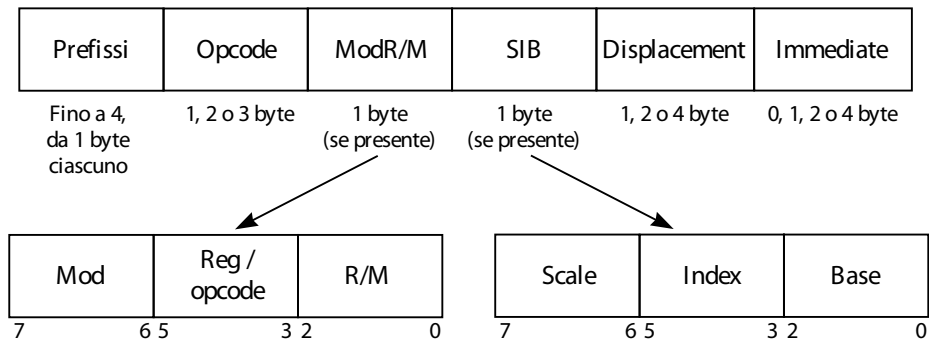 Prefissi Opcode ModR/M SIB Displacement Immediate
Fino a 4, 1, 2 o 3 byte 1 byte 1 byte 1, 2 o 4 byte 0, 1, 2 o 4 byte
da 1 byte (se presente) (se presente)
ciascuno
Mod Reg / R/M Scale Index Base
opcode
7 6 5 3 2 0 7 6 5 3 2 0